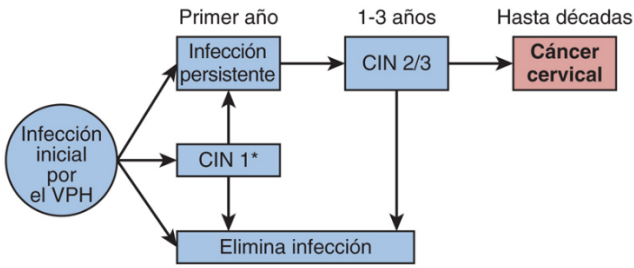 Primer año
1-3 años
Hasta décadas
Infección
persistente
CIN 2/3
Cáncer
cervical
Infección
inicial
por
el VPH
CIN 1*
Elimina infección